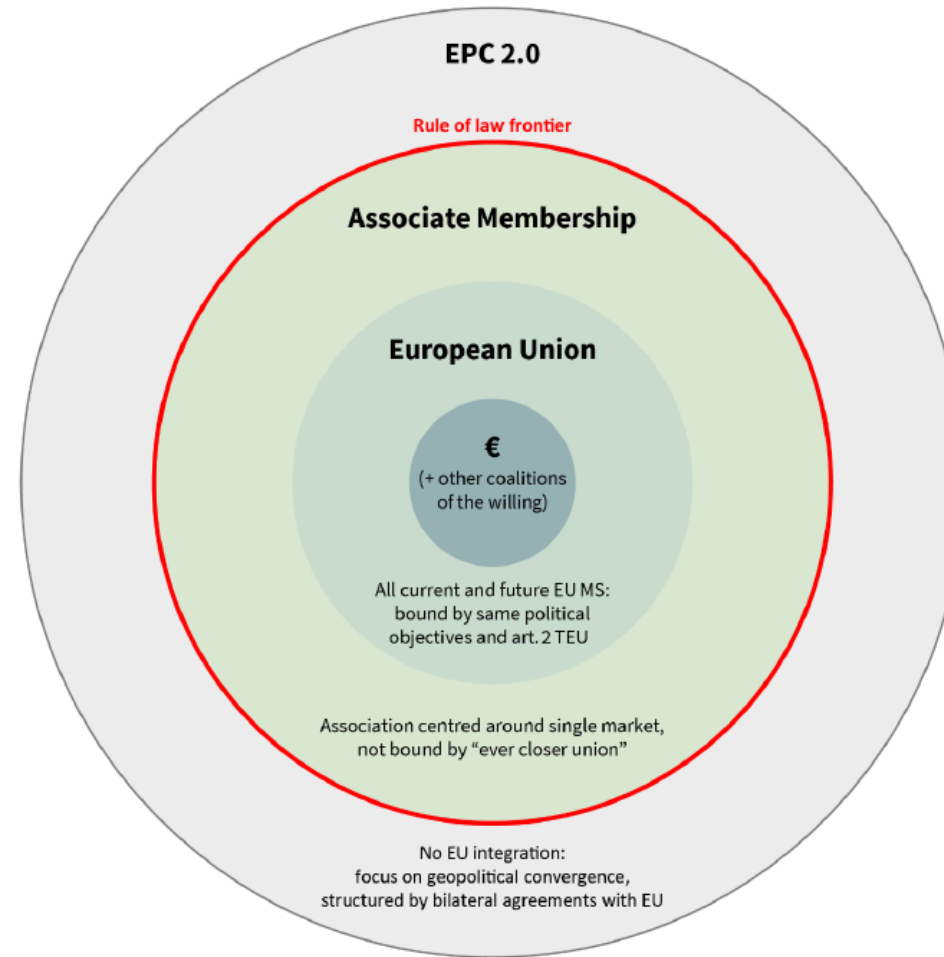 EPC 2.0
Rule of law frontier
Associate Membership
European Union
€
(+ other coalitions
of the willing)
All current and future EU MS:
bound by same political
objectives and art. 2 TEU
Association centred around single market,
not bound by “ever closer union”
No EU integration:
focus on geopolitical convergence,
structured by bilateral agreements with EU